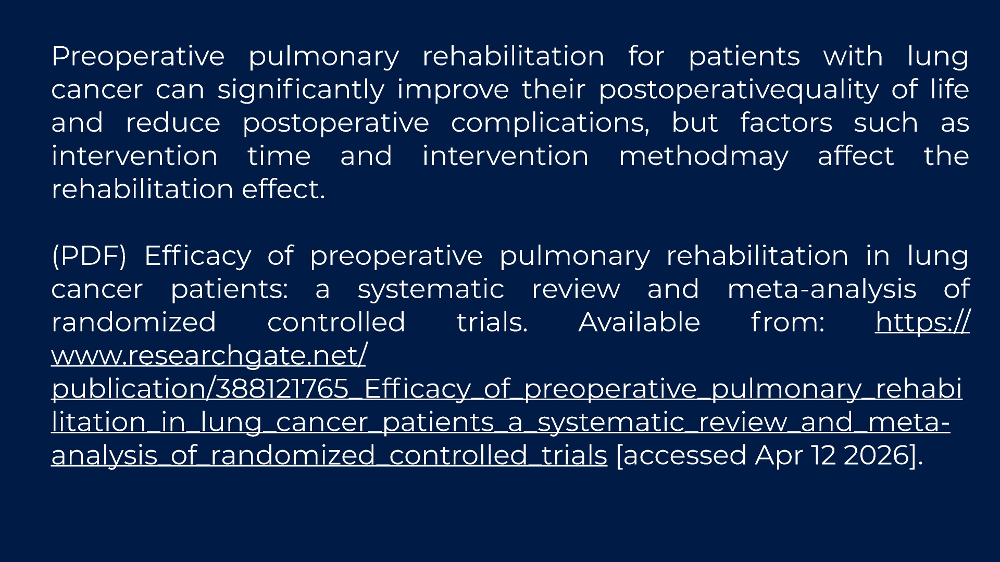 Preoperative pulmonary rehabilitation for patients with lung
cancer can significantly improve their postoperativequality of life
and reduce postoperative complications, but factors such as
intervention time and intervention methodmay affect the
rehabilitation effect.
(PDF) Efficacy of preoperative pulmonary rehabilitation in lung
cancer patients: a systematic review and meta-analysis of
randomized controlled trials. Available from: https://
www.researchgate.net/
publication/388121765_Efficacy_of_preoperative_pulmonary_rehabi
litation_in_lung_cancer_patients_a_systematic_review_and_meta-
analysis_of_randomized_controlled_trials [accessed Apr 12 2026].